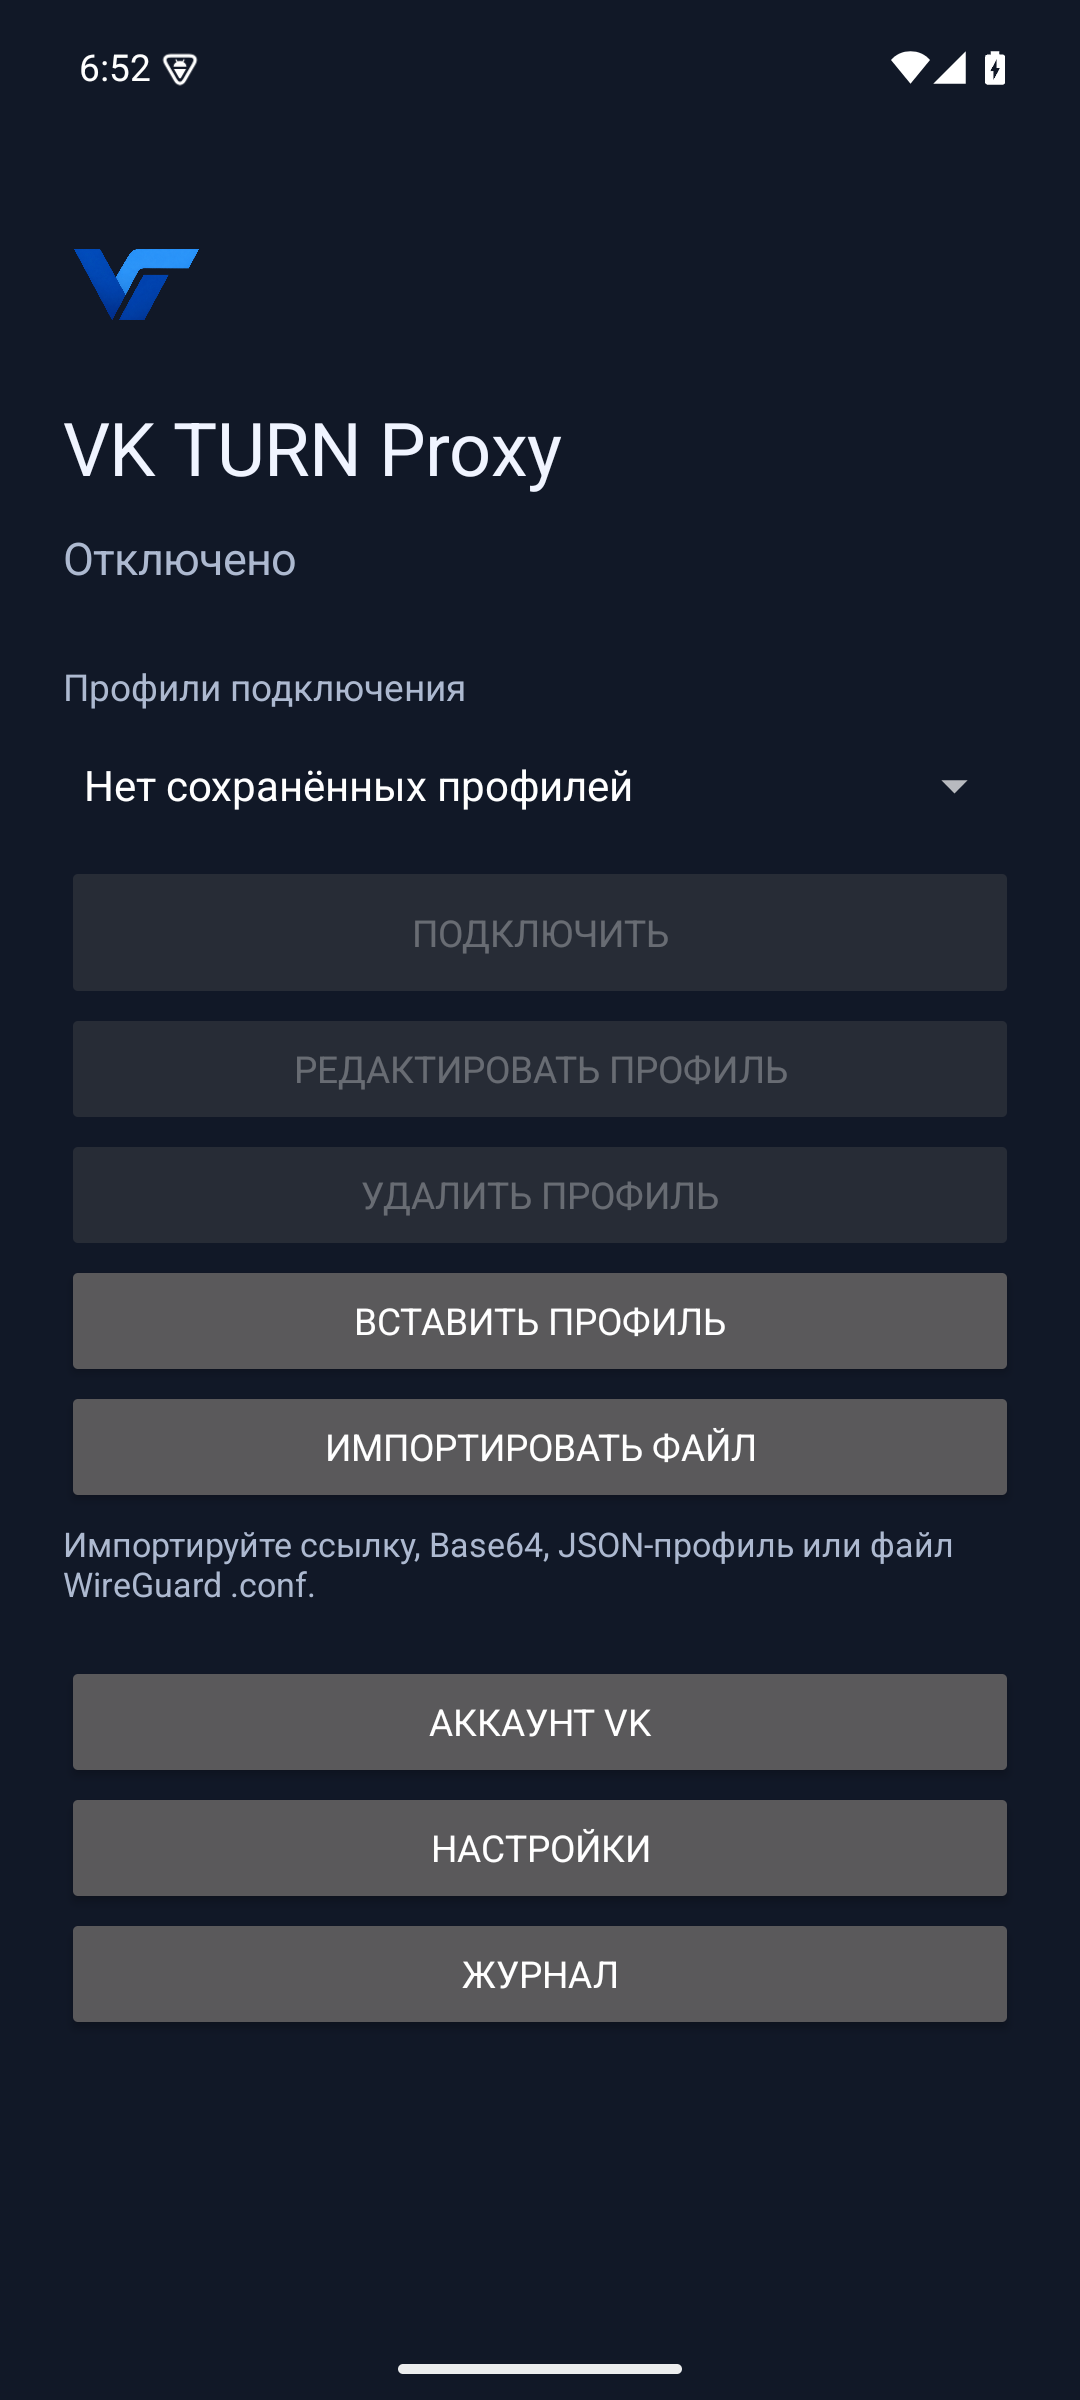 6:52
VK TURN Proxy
Отключено
Профили подключения
Нет сохранённых профилей
ПОДКЛЮЧИТЬ
РЕДАКТИРОВАТЬ ПРОФИЛЬ
УДАЛИТЬ ПРОФИЛЬ
ВСТАВИТЬ ПРОФИЛЬ
ИМПОРТИРОВАТЬ ФАЙЛ
Импортируйте ссылку, Base64, JSON-профиль или файл
WireGuard .conf.
АККАУНТ VK
НАСТРОЙКИ
ЖУРНАЛ